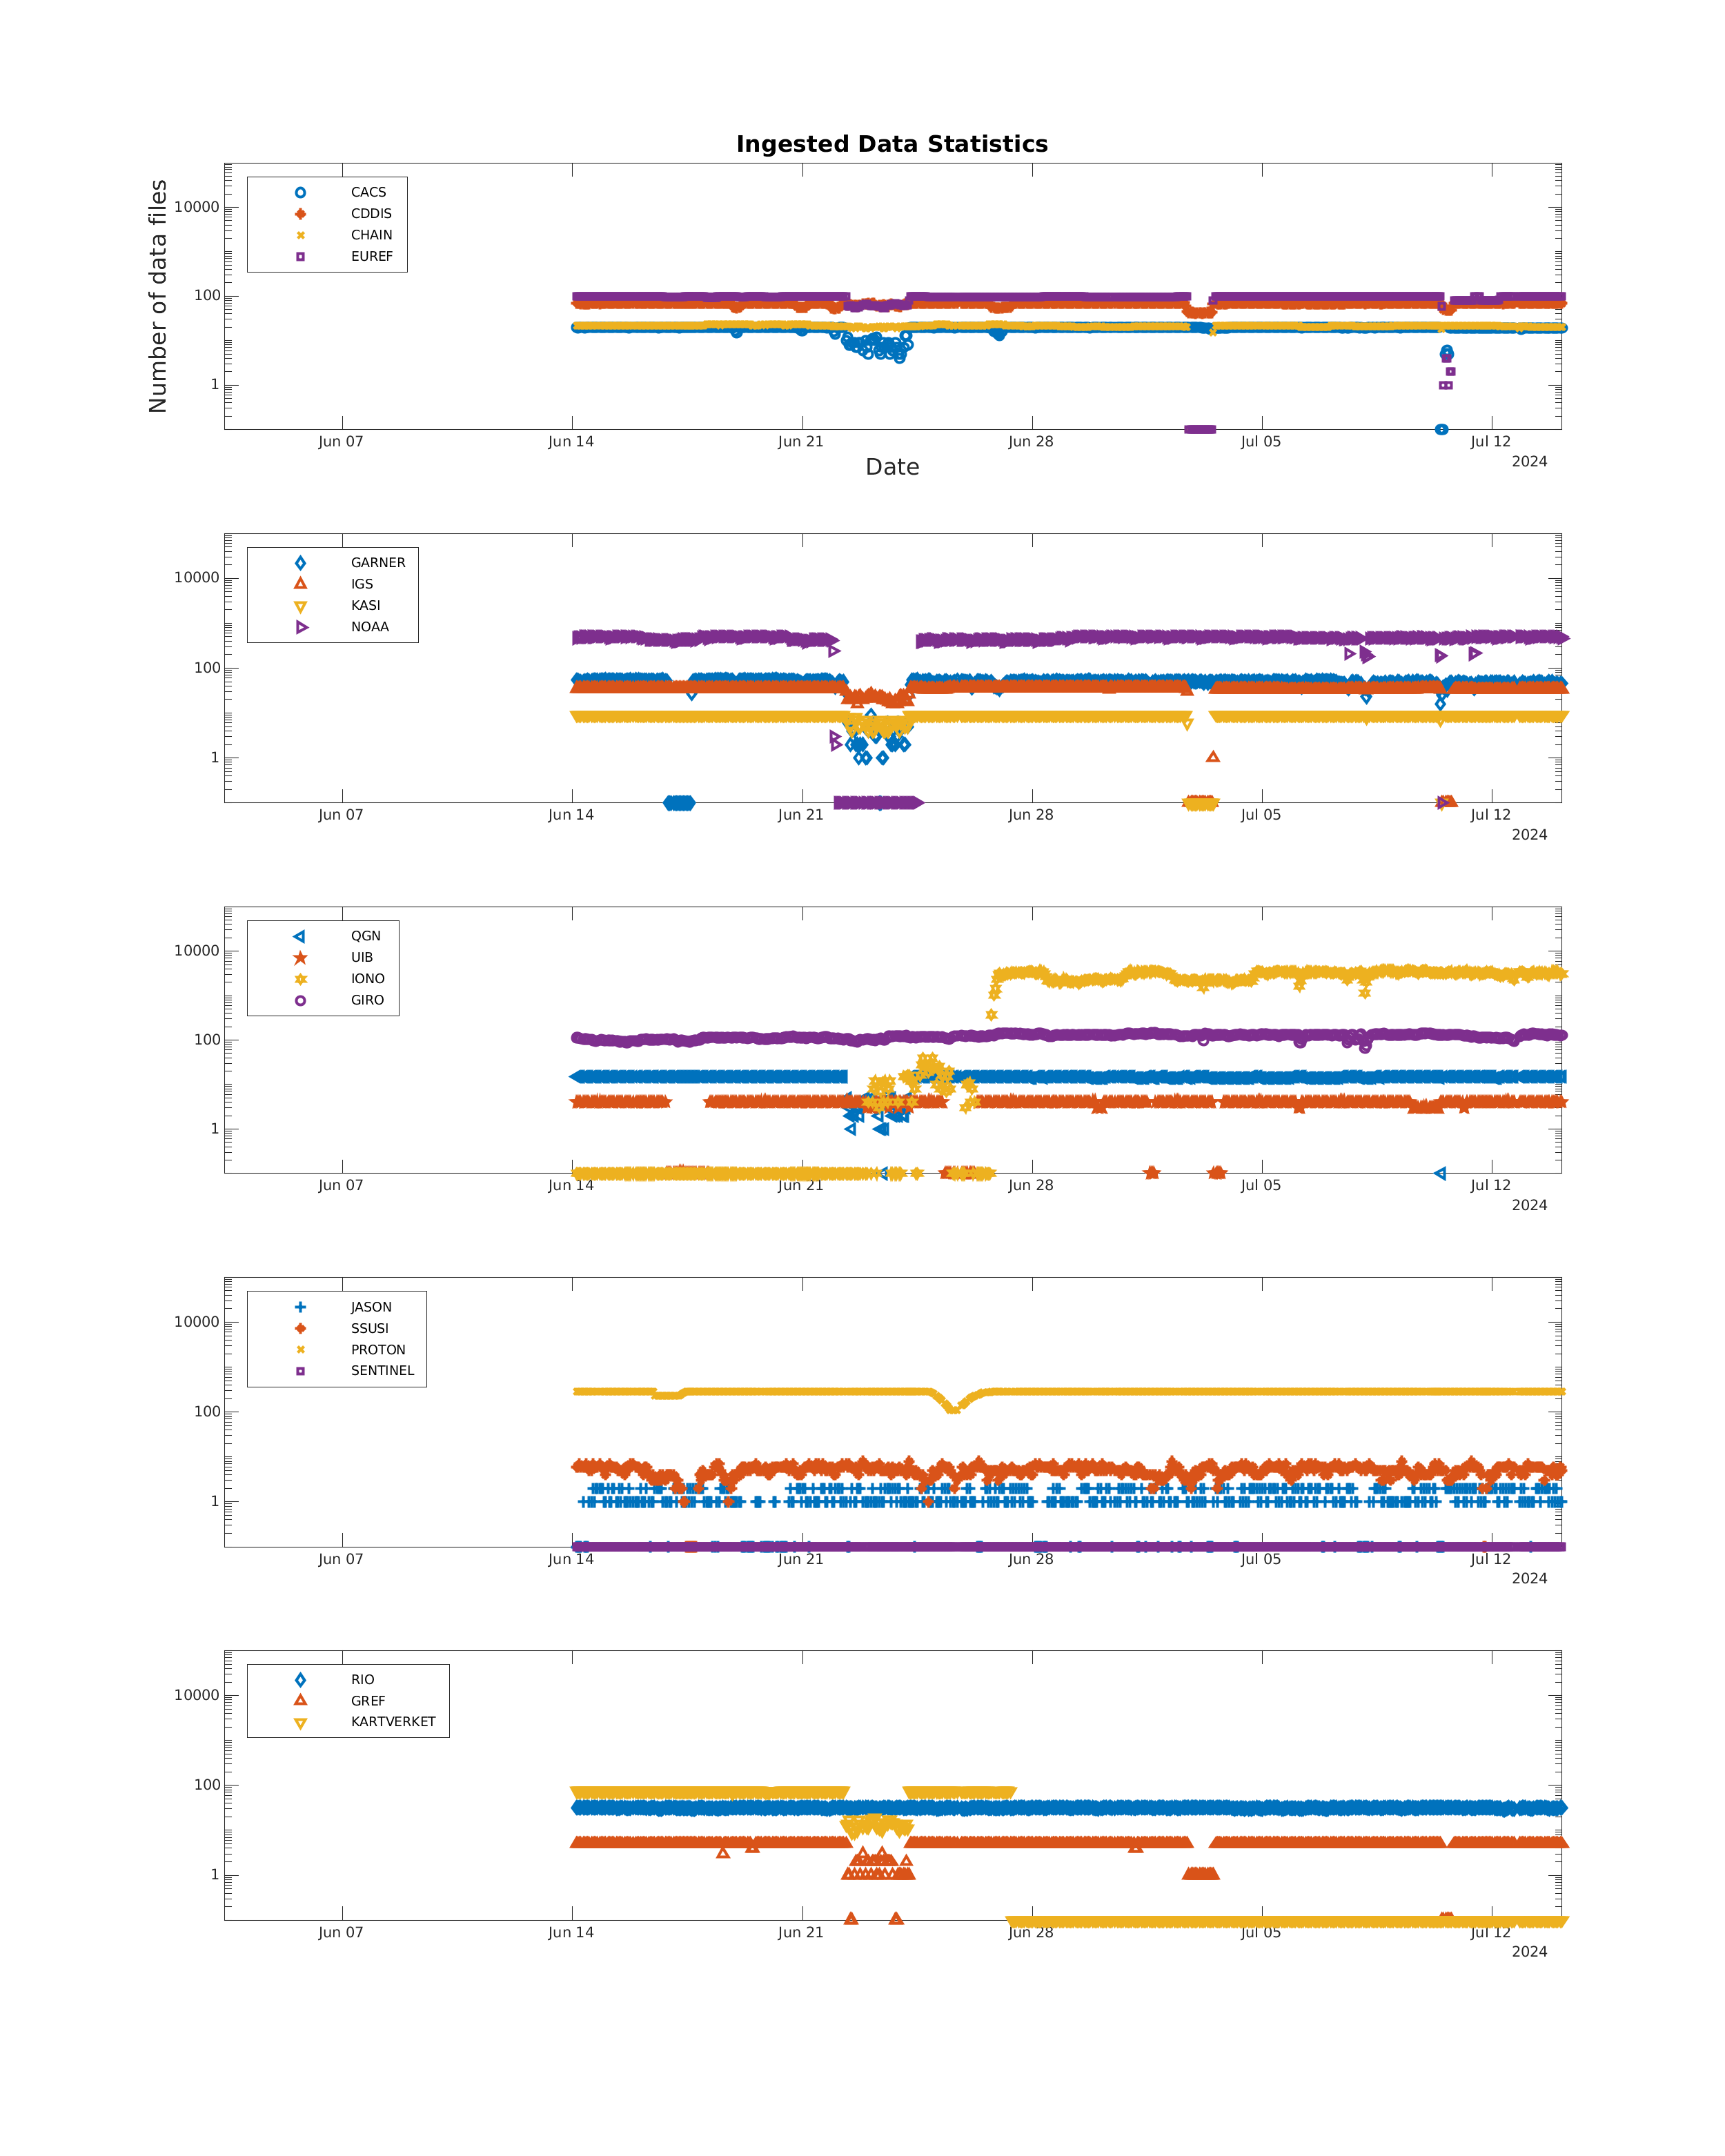 Ingested Data Statistics
Number of data files
10000
100
1
CACS
CDDIS
CHAIN
EUREF
Jun 07 Jun 14 Jun 21 Jun 28 Jul 05 Jul 12
2024
Date
10000
100
1
GARNER
IGS
KASI
NOAA
Jun 07 Jun 14 Jun 21 Jun 28 Jul 05 Jul 12
2024
10000
100
1
QGN
UIB
IONO
GIRO
Jun 07 Jun 14 Jun 21 Jun 28 Jul 05 Jul 12
2024
10000
100
1
JASON
SSUSI
PROTON
SENTINEL
Jun 07 Jun 14 Jun 21 Jun 28 Jul 05 Jul 12
2024
10000
100
1
RIO
GREF
KARTVERKET
Jun 07 Jun 14 Jun 21 Jun 28 Jul 05 Jul 12
2024